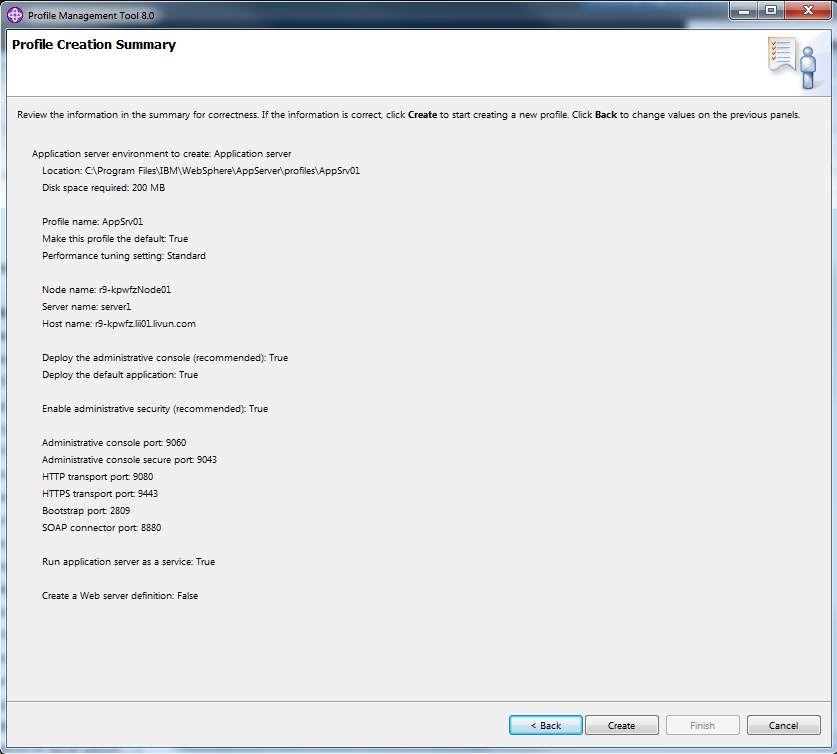 Profile Management Tool 8.0
Profile Creation Summary
Review the information in the summary for correctness. If the information is correct, click Create to start creating a new profile. Click Back to change values on the previous panels.
Application server environment to create: Application server
Location: C:\Program Files\IBM\WebSphere\AppServer\profiles\AppSrv01
Disk space required: 200 MB
Profile name: AppSrv01
Make this profile the default: True
Performance tuning setting: Standard
Node name: r9-kpwfzNode01
Server name: server1
Host name: r9-kpwfz.lii01.livun.com
Deploy the administrative console (recommended): True
Deploy the default application: True
Enable administrative security (recommended): True
Administrative console port: 9060
Administrative console secure port: 9043
HTTP transport port: 9080
HTTPS transport port: 9443
Bootstrap port: 2809
SOAP connector port: 8880
Run application server as a service: True
Create a Web server definition: False
< Back Create Finish Cancel